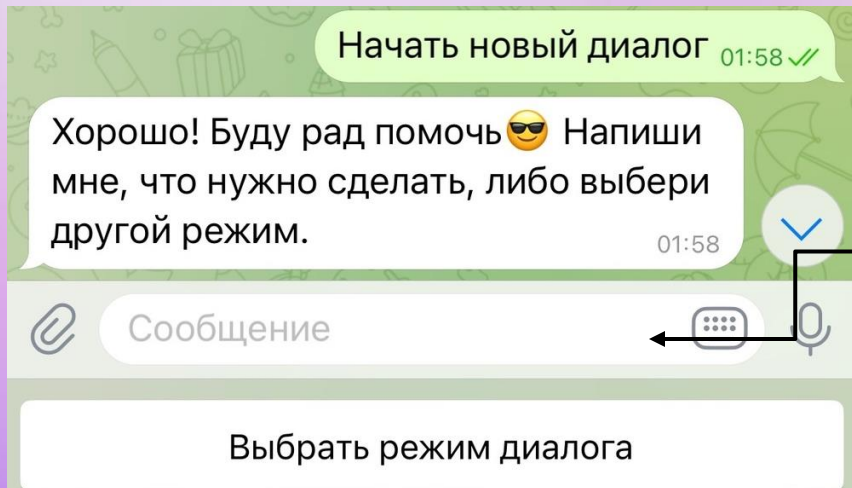 Начать новый диалог 01:58
Хорошо! Буду рад помочь😎 Напиши
мне, что нужно сделать, либо выбери
другой режим. 01:58
Сообщение
Выбрать режим диалога